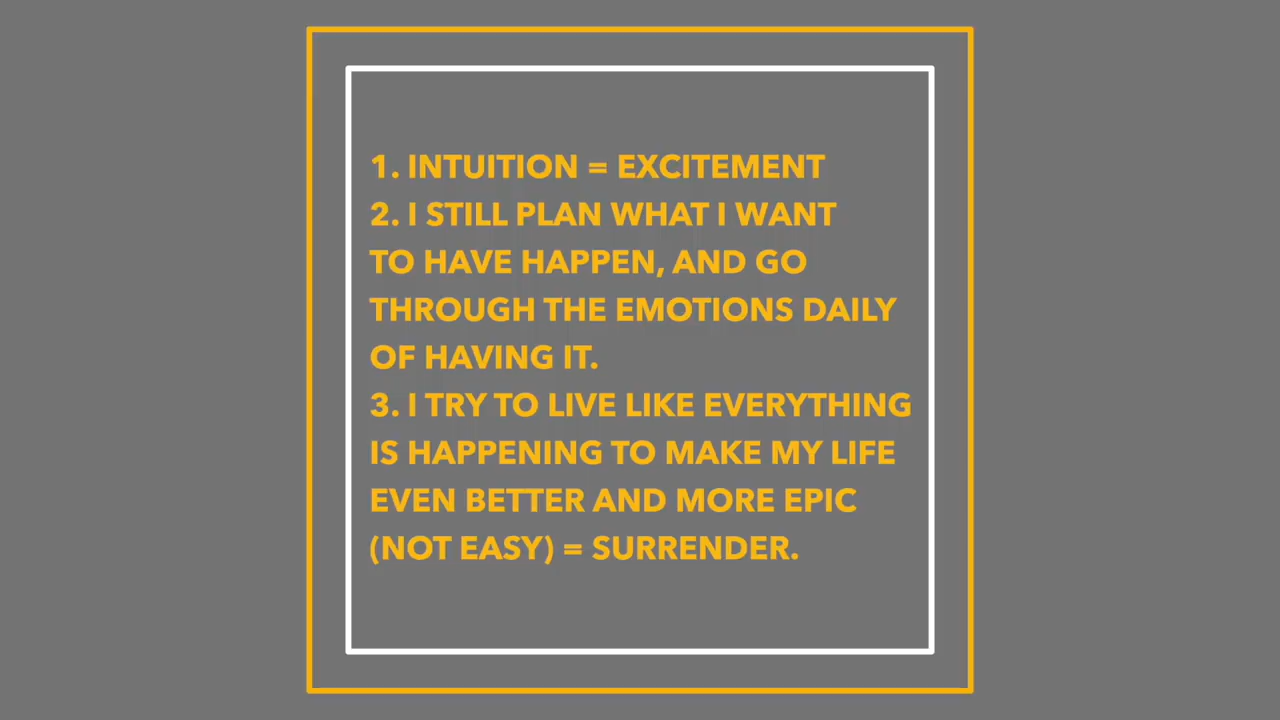 1. INTUITION = EXCITEMENT
2. I STILL PLAN WHAT I WANT
TO HAVE HAPPEN, AND GO
THROUGH THE EMOTIONS DAILY
OF HAVING IT.
3. I TRY TO LIVE LIKE EVERYTHING
IS HAPPENING TO MAKE MY LIFE
EVEN BETTER AND MORE EPIC
(NOT EASY) = SURRENDER.